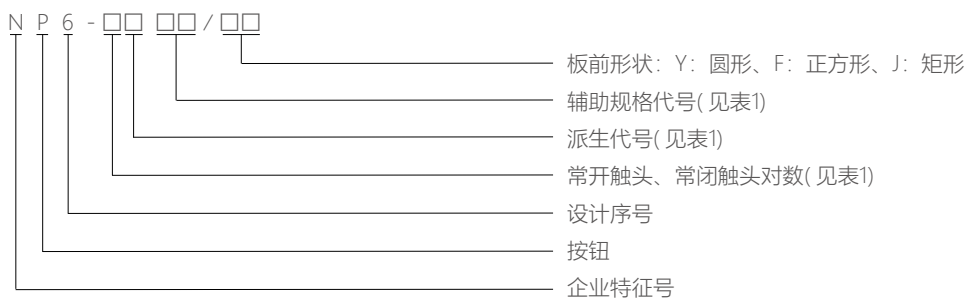 NP6-□□ □□/□□
板前形状：Y：圆形、F：正方形、J：矩形
辅助规格代号(见表1)
派生代号(见表1)
常开触头、常闭触头对数(见表1)
设计序号
按钮
企业特征号